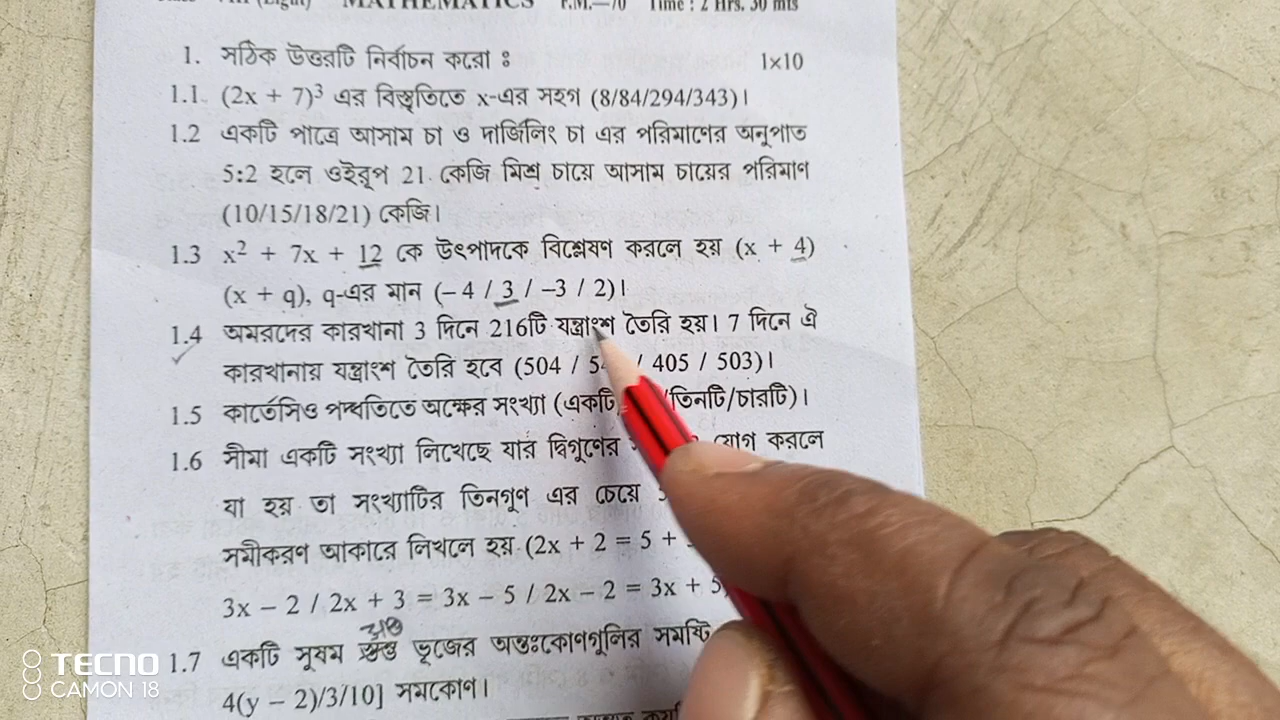 (Eight) MATHEMATICS F.M.—70 Time : 2 Hrs. 30 mts
1. সঠিক উত্তরটি নির্বাচন করো ঃ 1×10
1.1. (2x + 7)³ এর বিস্তৃতিতে x-এর সহগ (8/84/294/343)।
1.2 একটি পাত্রে আসাম চা ও দার্জিলিং চা এর পরিমাণের অনুপাত
5:2 হলে ওইরূপ 21 কেজি মিশ্র চায়ে আসাম চায়ের পরিমাণ
(10/15/18/21) কেজি।
1.3 x² + 7x + 12 কে উৎপাদকে বিশ্লেষণ করলে হয় (x + 4)
(x + q), q-এর মান (– 4 / 3 / –3 / 2)।
1.4 অমরদের কারখানা 3 দিনে 216টি যন্ত্রাংশ তৈরি হয়। 7 দিনে ঐ
কারখানায় যন্ত্রাংশ তৈরি হবে (504 / / 405 / 503)।
1.5 কার্তেসিও পদ্ধতিতে অক্ষের সংখ্যা (একটি /তিনটি/চারটি)।
1.6 সীমা একটি সংখ্যা লিখেছে যার দ্বিগুণের যোগ করলে
যা হয় তা সংখ্যাটির তিনগুণ এর চেয়ে
সমীকরণ আকারে লিখলে হয় (2x + 2 = 5 +
3x – 2 / 2x + 3 = 3x – 5 / 2x – 2 = 3x + 5
1.7 একটি সুষম ভূজের অন্তঃকোণগুলির সমষ্টি
4(y – 2)/3/10] সমকোণ।
TECNO
CAMON 18